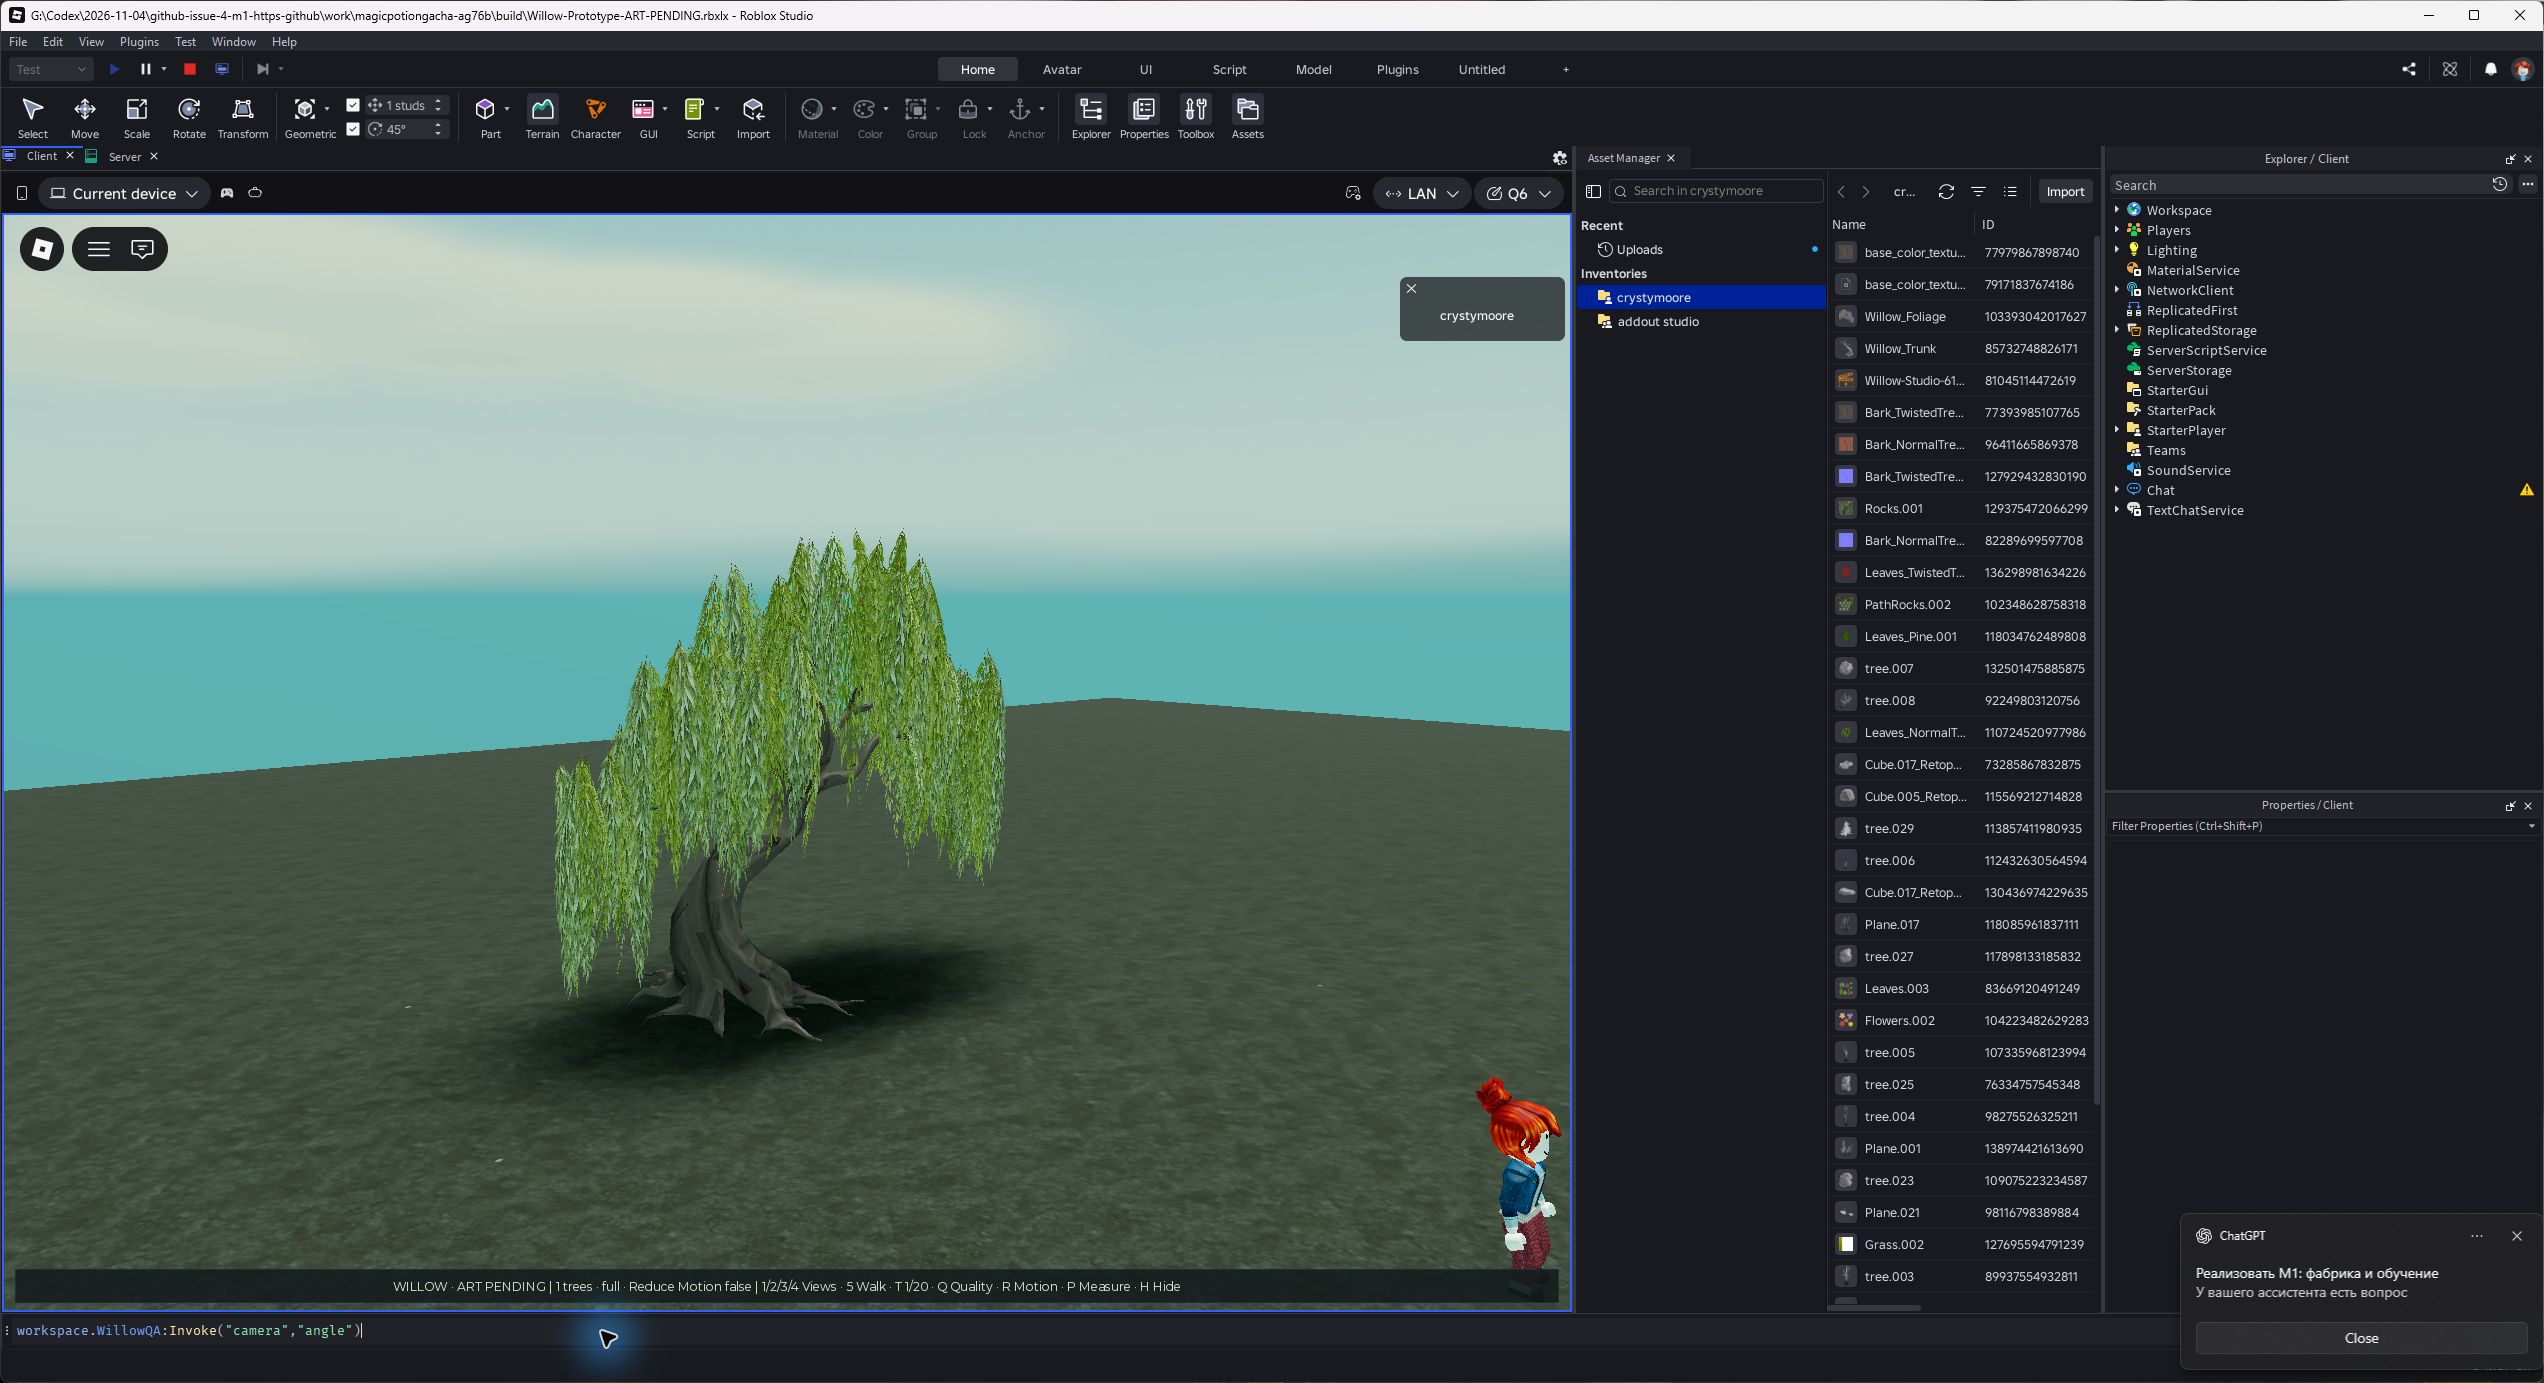 G:\Codex\2026-11-04\github-issue-4-m1-https-github\work\magicpotiongacha-ag76b\build\Willow-Prototype-ART-PENDING.rbxlx - Roblox Studio
File Edit View Plugins Test Window Help
Test
Home Avatar UI Script Model Plugins Untitled +
1 studs
45°
Select Move Scale Rotate Transform Geometric Part Terrain Character GUI Script Import Material Color Group Lock Anchor Explorer Properties Toolbox Assets
Client Server
Current device
LAN
Q6
crystymoore
WILLOW · ART PENDING | 1 trees · full · Reduce Motion false | 1/2/3/4 Views · 5 Walk · T 1/20 · Q Quality · R Motion · P Measure · H Hide
workspace.WillowQA:Invoke("camera","angle")
Asset Manager
Search in crystymoore
cr...
Import
Recent
Uploads
Inventories
crystymoore
addout studio
Name ID
base_color_textu... 77979867898740
base_color_textu... 79171837674186
Willow_Foliage 103393042017627
Willow_Trunk 85732748826171
Willow-Studio-61... 81045114472619
Bark_TwistedTre... 77393985107765
Bark_NormalTre... 96411665869378
Bark_TwistedTre... 127929432830190
Rocks.001 129375472066299
Bark_NormalTre... 82289699597708
Leaves_TwistedT... 136298981634226
PathRocks.002 102348628758318
Leaves_Pine.001 118034762489808
tree.007 132501475885875
tree.008 92249803120756
Leaves_NormalT... 110724520977986
Cube.017_Retop... 73285867832875
Cube.005_Retop... 115569212714828
tree.029 113857411980935
tree.006 112432630564594
Cube.017_Retop... 130436974229635
Plane.017 118085961837111
tree.027 117898133185832
Leaves.003 83669120491249
Flowers.002 104223482629283
tree.005 107335968123994
tree.025 76334757545348
tree.004 98275526325211
Plane.001 138974421613690
tree.023 109075223234587
Plane.021 98116798389884
Grass.002 127695594791239
tree.003 89937554932811
Explorer / Client
Search
Workspace
Players
Lighting
MaterialService
NetworkClient
ReplicatedFirst
ReplicatedStorage
ServerScriptService
ServerStorage
StarterGui
StarterPack
StarterPlayer
Teams
SoundService
Chat
TextChatService
Properties / Client
Filter Properties (Ctrl+Shift+P)
ChatGPT
Реализовать M1: фабрика и обучение
У вашего ассистента есть вопрос
Close